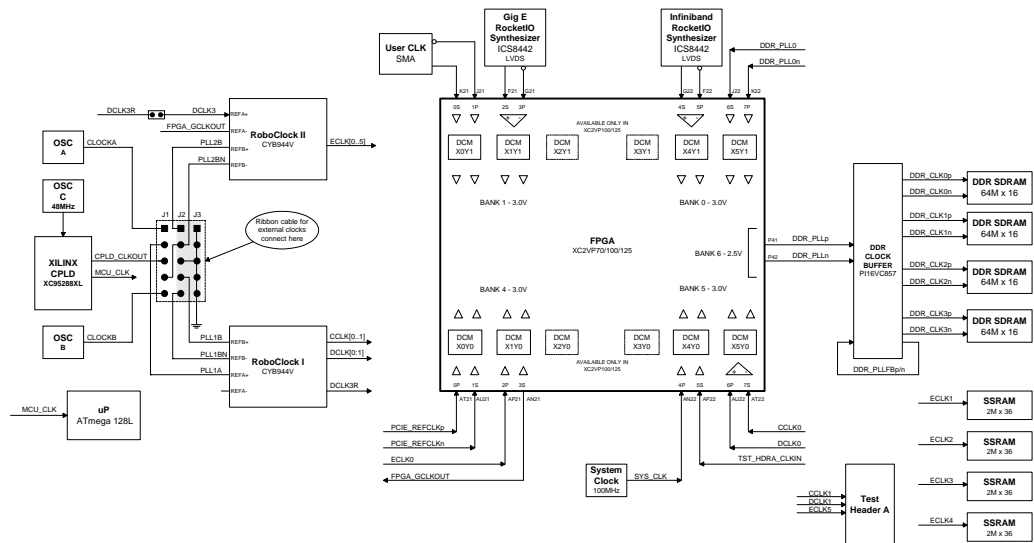 Gig E
RocketIO
Synthesizer
ICS8442
LVDS
Infiniband
RocketIO
Synthesizer
ICS8442
LVDS
User CLK
SMA
DDR_PLL0
DDR_PLL0n
K21
J21
F21
G21
G22
F22
J22
K22
0S
1P
2S
3P
4S
5P
6S
7P
+ -
+ -
AVAILABLE ONLY IN
XC2VP100/125
DCM
X0Y1
DCM
X1Y1
DCM
X2Y1
DCM
X3Y1
DCM
X4Y1
DCM
X5Y1
BANK 1 - 3.0V
BANK 0 - 3.0V
FPGA
XC2VP70/100/125
BANK 6 - 2.5V
BANK 4 - 3.0V
BANK 5 - 3.0V
DCM
X0Y0
DCM
X1Y0
DCM
X2Y0
DCM
X3Y0
DCM
X4Y0
DCM
X5Y0
AVAILABLE ONLY IN
XC2VP100/125
+ -
0P
1S
2P
3S
4P
5S
6P
7S
AT21
AU21
AP21
AN21
AN22
AP22
AU22
AT22
PCIE_REFCLKp
PCIE_REFCLKn
ECLK0
FPGA_GCLKOUT
System
Clock
100MHz
SYS_CLK
CCLK0
DCLK0
TST_HDRA_CLKIN
DCLK3R
DCLK3
FPGA_GCLKOUT
PLL2B
PLL2BN
REFA+
REFA-
REFB+
REFB-
RoboClock II
CYB944V
ECLK[0..5]
OSC
A
CLOCKA
OSC
C
48MHz
J1
J2
J3
Ribbon cable for
external clocks
connect here
XILINX
CPLD
XC95288XL
CPLD_CLKOUT
MCU_CLK
OSC
B
CLOCKB
PLL1B
PLL1BN
PLL1A
REFB+
REFB-
REFA+
REFA-
RoboClock I
CYB944V
CCLK[0..1]
DCLK[0:1]
DCLK3R
MCU_CLK
uP
ATmega 128L
P41
P42
DDR_PLLp
DDR_PLLn
DDR
CLOCK
BUFFER
PI16VC857
DDR_PLLFBp/n
DDR_CLK0p
DDR_CLK0n
DDR SDRAM
64M x 16
DDR_CLK1p
DDR_CLK1n
DDR SDRAM
64M x 16
DDR_CLK2p
DDR_CLK2n
DDR SDRAM
64M x 16
DDR_CLK3p
DDR_CLK3n
DDR SDRAM
64M x 16
ECLK1
SSRAM
2M x 36
ECLK2
SSRAM
2M x 36
ECLK3
SSRAM
2M x 36
ECLK4
SSRAM
2M x 36
CCLK1
DCLK1
ECLK5
Test
Header A